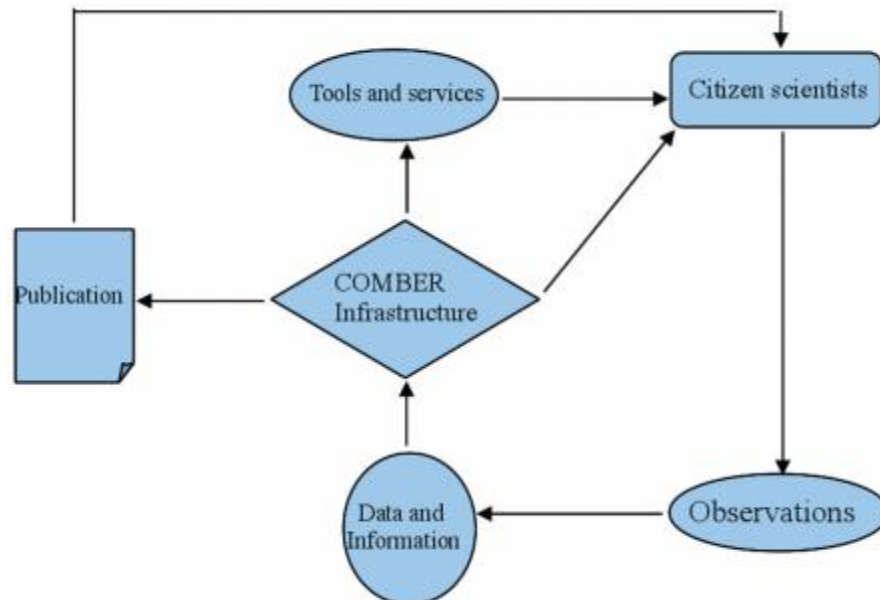 Tools and services
Citizen scientists
Publication
COMBER
Infrastructure
Data and
Information
Observations